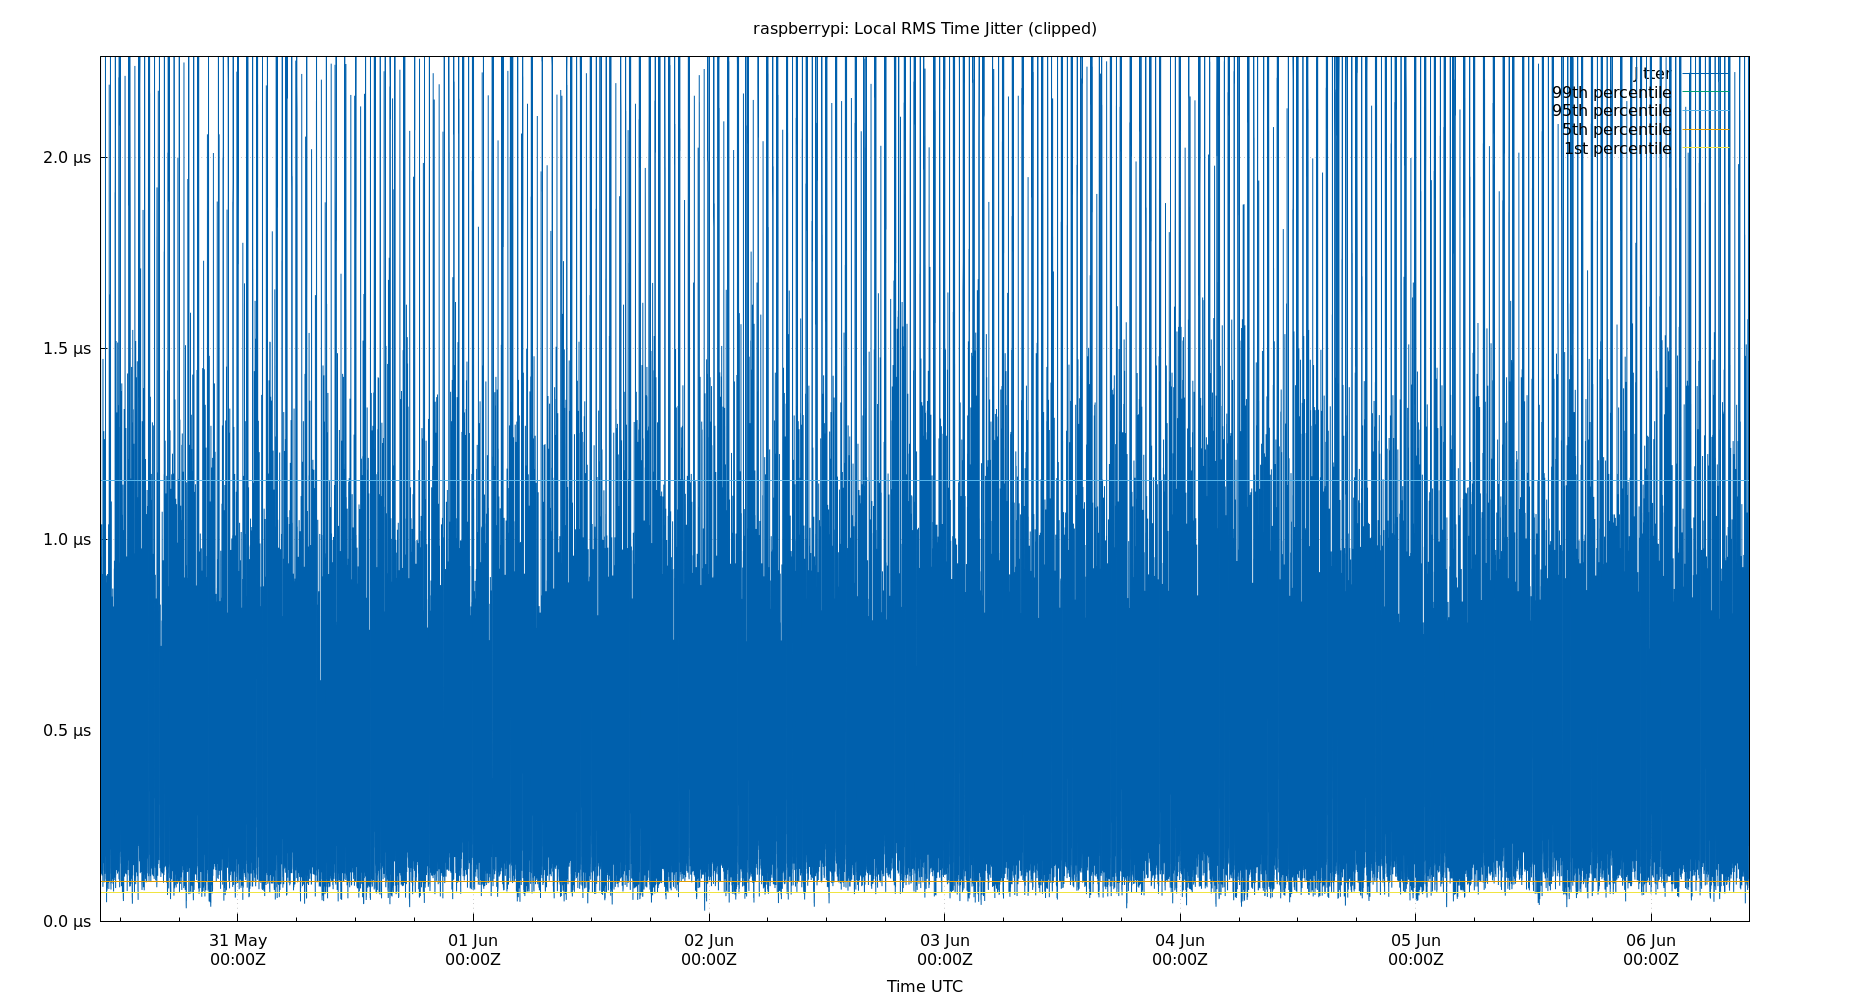 raspberrypi: Local RMS Time Jitter (clipped)
jitter
99th percentile
95th percentile
5th percentile
1st percentile
2.0 µs
1.5 µs
1.0 µs
0.5 µs
0.0 µs
31 May
00:00Z
01 Jun
00:00Z
02 Jun
00:00Z
03 Jun
00:00Z
04 Jun
00:00Z
05 Jun
00:00Z
06 Jun
00:00Z
Time UTC